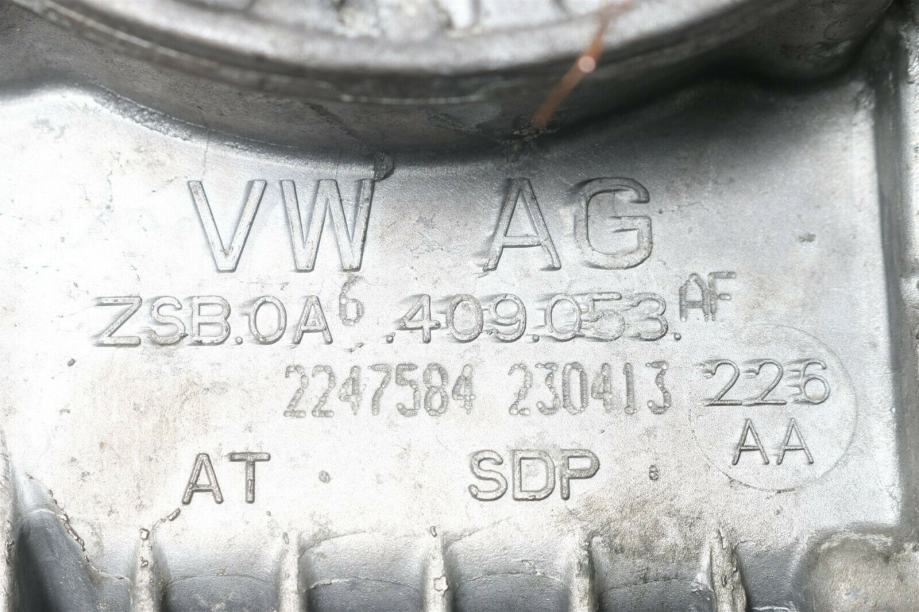 VW AG
ZSB.0A6.409.053.AF
2247584 230413 226
AA
AT SDP